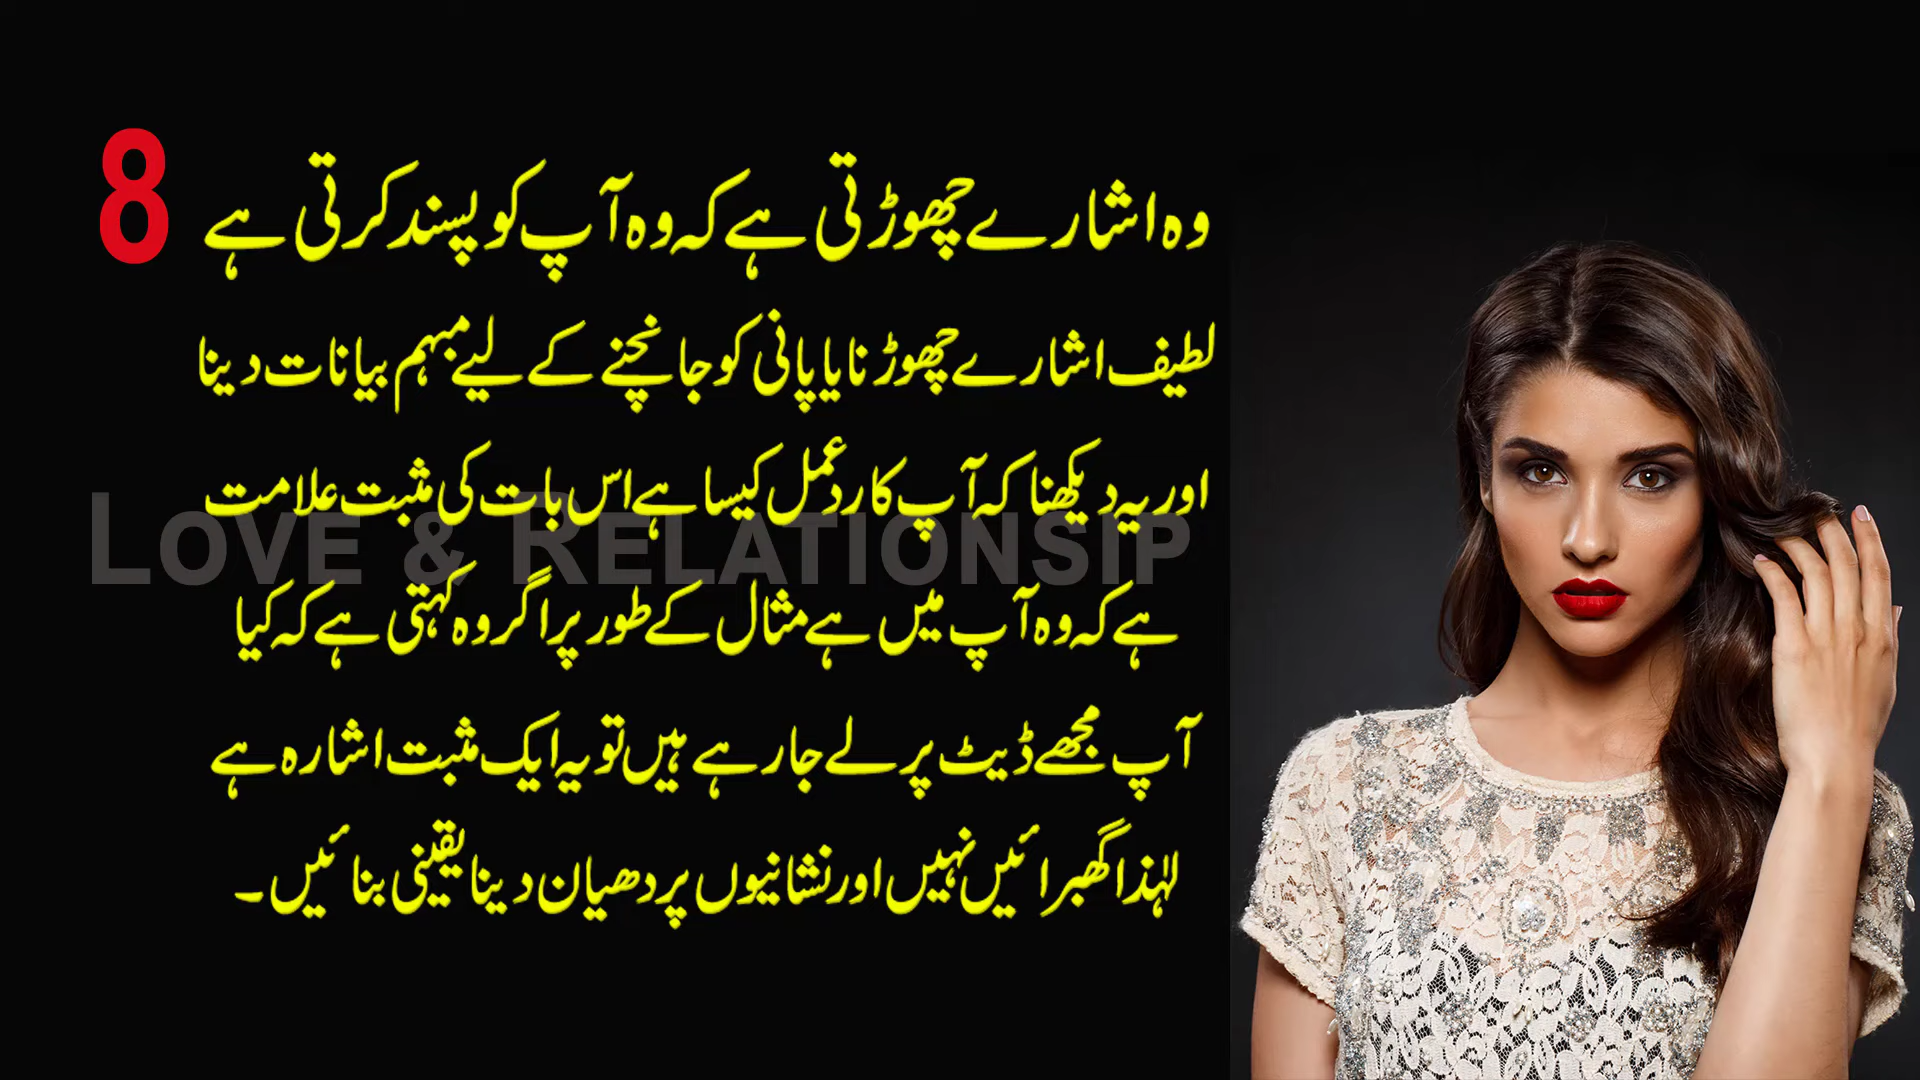 8
وہ اشارے چھوڑتی ہے کہ وہ آپ کو پسند کرتی ہے
لطیف اشارے چھوڑنا یا پانی کو جانچنے کے لیے مبہم بیانات دینا
اور یہ دیکھنا کہ آپ کا ردعمل کیسا ہے اس بات کی مثبت علامت
LOVE & RELATIONSIP
ہے کہ وہ آپ میں ہے مثال کے طور پر اگر وہ کہتی ہے کہ کیا
آپ مجھے ڈیٹ پر لے جا رہے ہیں تو یہ ایک مثبت اشارہ ہے
لہٰذا گھبرائیں نہیں اور نشانیوں پر دھیان دینا یقینی بنائیں۔